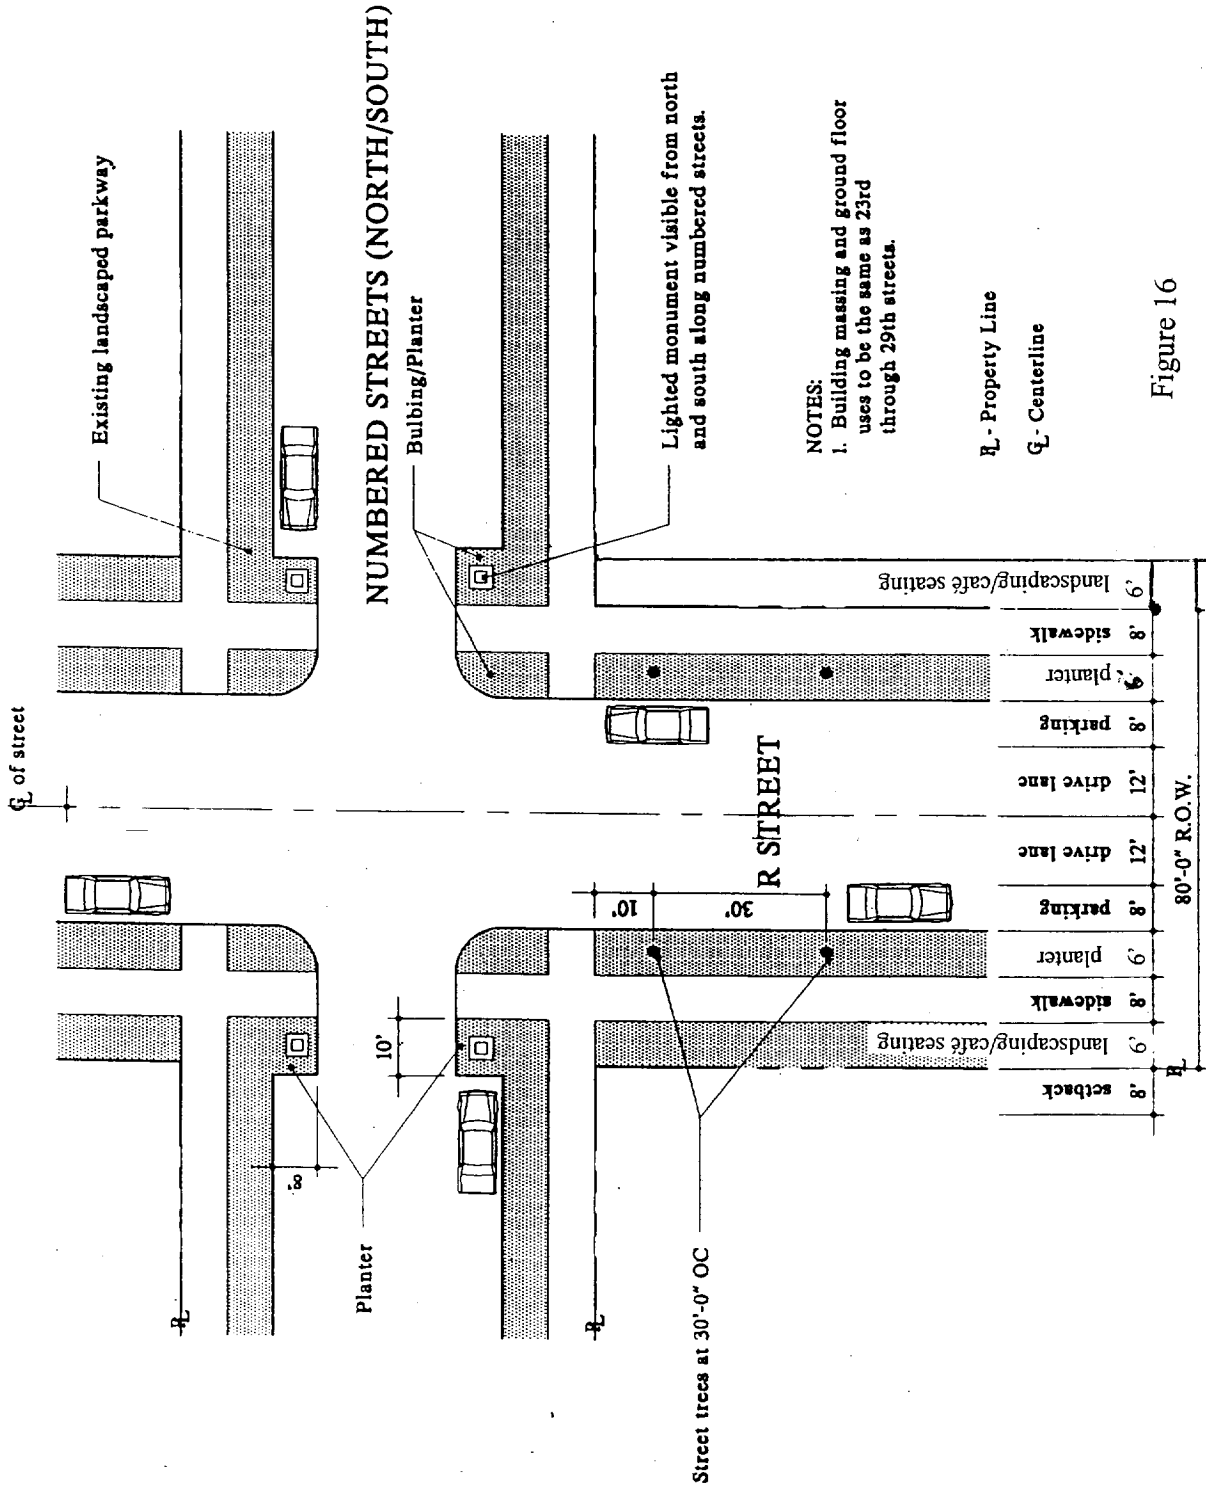 ℄ of street
Existing landscaped parkway
NUMBERED STREETS (NORTH/SOUTH)
Bulbing/Planter
Lighted monument visible from north
and south along numbered streets.
NOTES:
1. Building massing and ground floor
uses to be the same as 23rd
through 29th streets.
PL - Property Line
℄ - Centerline
Figure 16
Planter
8'
10'
PL
PL
Street trees at 30'-0" OC
10'
30'
R STREET
setback 8'
landscaping/café seating 6'
sidewalk 8'
planter 6'
parking 8'
drive lane 12'
drive lane 12'
parking 8'
planter
sidewalk 8'
landscaping/café seating 6'
PL
80'-0" R.O.W.